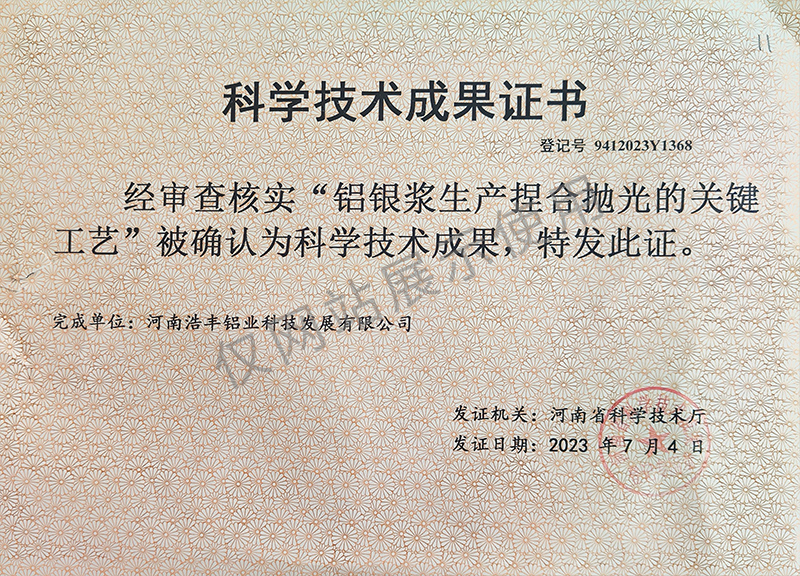 11
科学技术成果证书
登记号 9412023Y1368
经审查核实“铝银浆生产捏合抛光的关键
工艺”被确认为科学技术成果，特发此证。
完成单位：河南浩丰铝业科技发展有限公司
仅网站展示使用
发证机关：河南省科学技术厅
发证日期：2023 年 7 月 4 日